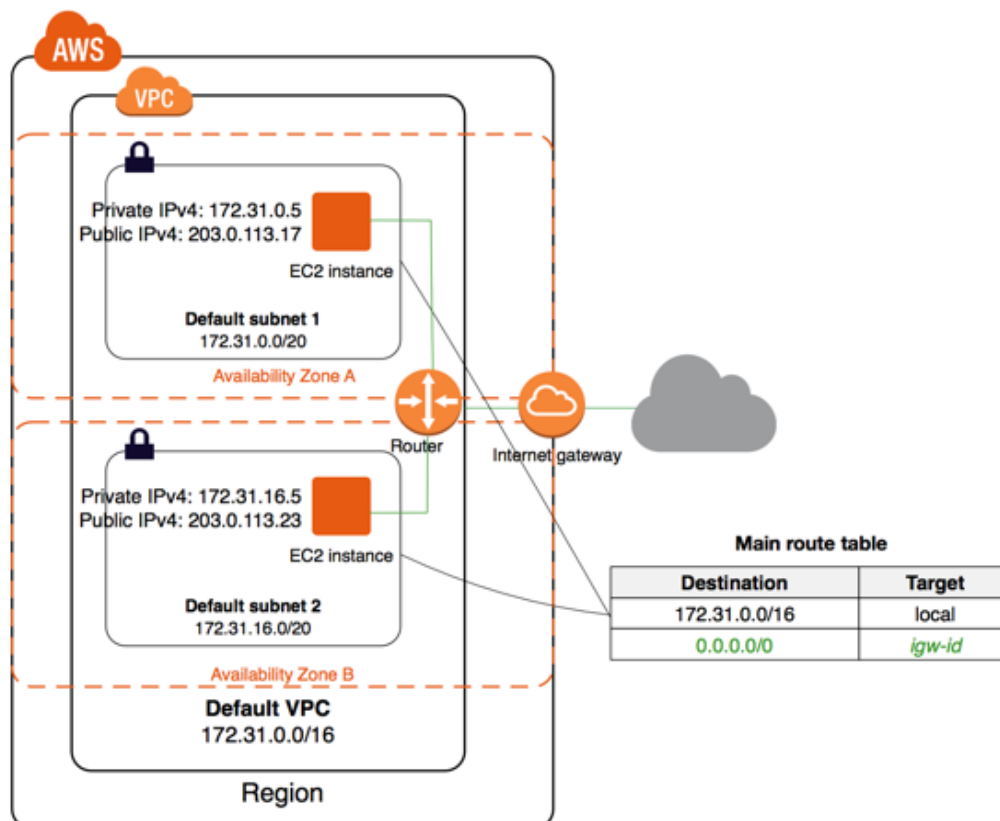 AWS
VPC
Private IPv4: 172.31.0.5
Public IPv4: 203.0.113.17
EC2 instance
Default subnet 1
172.31.0.0/20
Availability Zone A
Router
Internet gateway
Private IPv4: 172.31.16.5
Public IPv4: 203.0.113.23
EC2 instance
Default subnet 2
172.31.16.0/20
Availability Zone B
Default VPC
172.31.0.0/16
Region
Main route table
Destination Target
172.31.0.0/16 local
0.0.0.0/0 igw-id